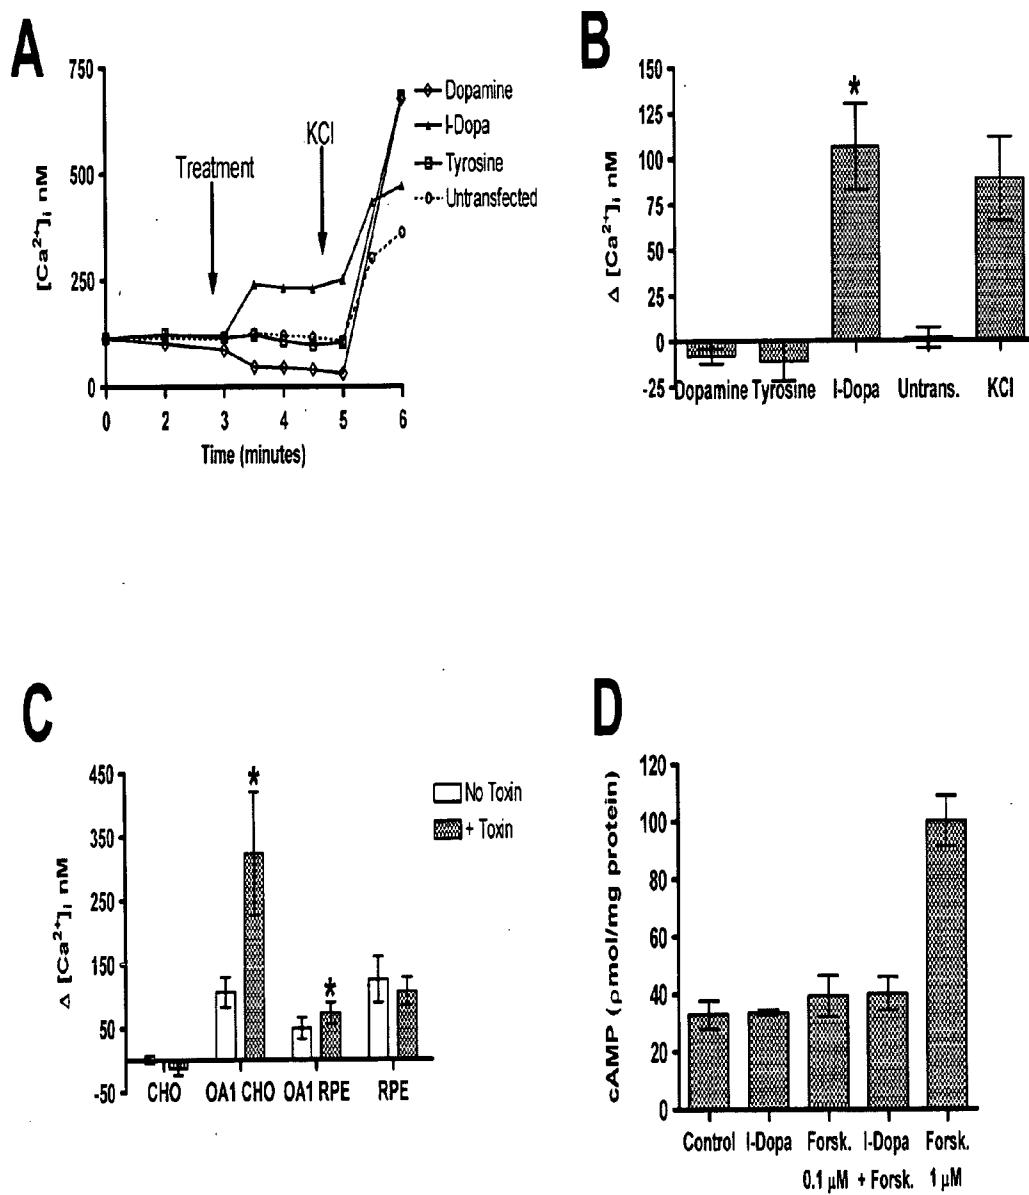 A
750
500
250
0
[Ca²⁺]ᵢ, nM
Treatment
KCl
Dopamine
l-Dopa
Tyrosine
Untransfected
0 2 3 4 5 6
Time (minutes)
B
150
125
100
75
50
25
0
-25
Δ [Ca²⁺]ᵢ, nM
*
Dopamine Tyrosine l-Dopa Untrans. KCl
C
450
350
250
150
50
-50
Δ [Ca²⁺]ᵢ, nM
*
*
No Toxin
+ Toxin
CHO OA1 CHO OA1 RPE RPE
D
120
100
80
60
40
20
0
cAMP (ρmol/mg protein)
Control l-Dopa Forsk. l-Dopa Forsk.
0.1 µM + Forsk. 1 µM